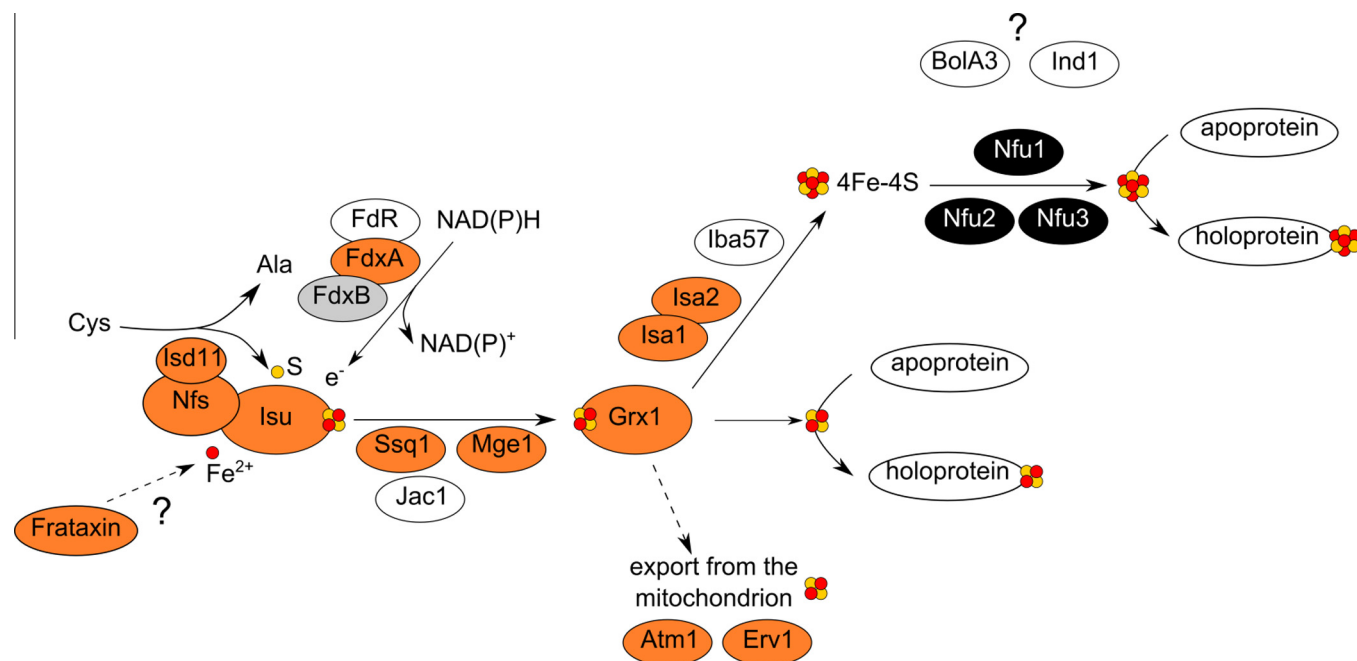 ?
BolA3
Ind1
apoprotein
Nfu1
4Fe-4S
Nfu2
Nfu3
holoprotein
FdR
NAD(P)H
Iba57
FdxA
Ala
FdxB
Isa2
Cys
Isa1
NAD(P)⁺
Isd11
S
e⁻
apoprotein
Nfs
Isu
Grx1
Ssq1
Mge1
Fe²⁺
holoprotein
Jac1
Frataxin
?
export from the
mitochondrion
Atm1
Erv1